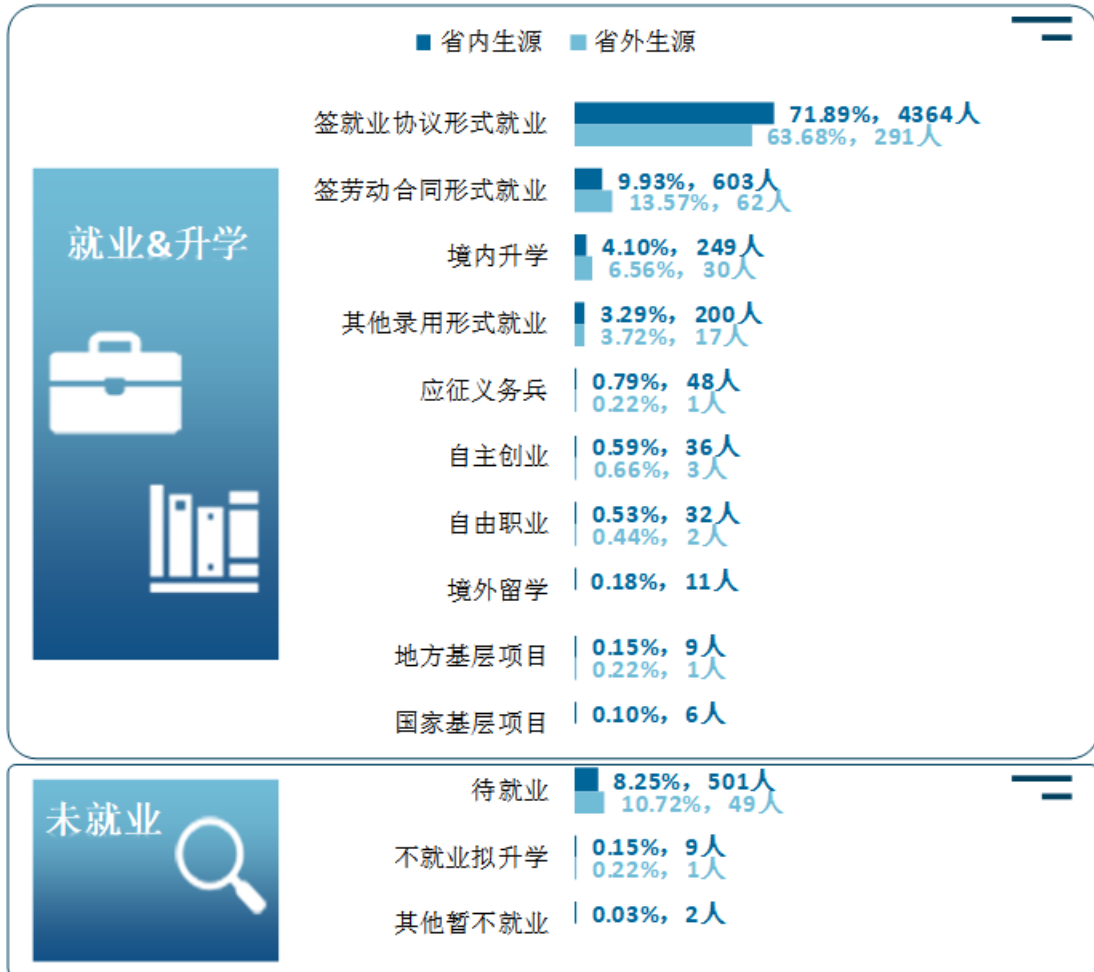 省内生源 省外生源
签就业协议形式就业
71.89%，4364人
63.68%，291人
签劳动合同形式就业
9.93%，603人
13.57%，62人
就业&升学
境内升学
4.10%，249人
6.56%，30人
其他录用形式就业
3.29%，200人
3.72%，17人
应征义务兵
0.79%，48人
0.22%，1人
自主创业
0.59%，36人
0.66%，3人
自由职业
0.53%，32人
0.44%，2人
境外留学
0.18%，11人
地方基层项目
0.15%，9人
0.22%，1人
国家基层项目
0.10%，6人
未就业
待就业
8.25%，501人
10.72%，49人
不就业拟升学
0.15%，9人
0.22%，1人
其他暂不就业
0.03%，2人